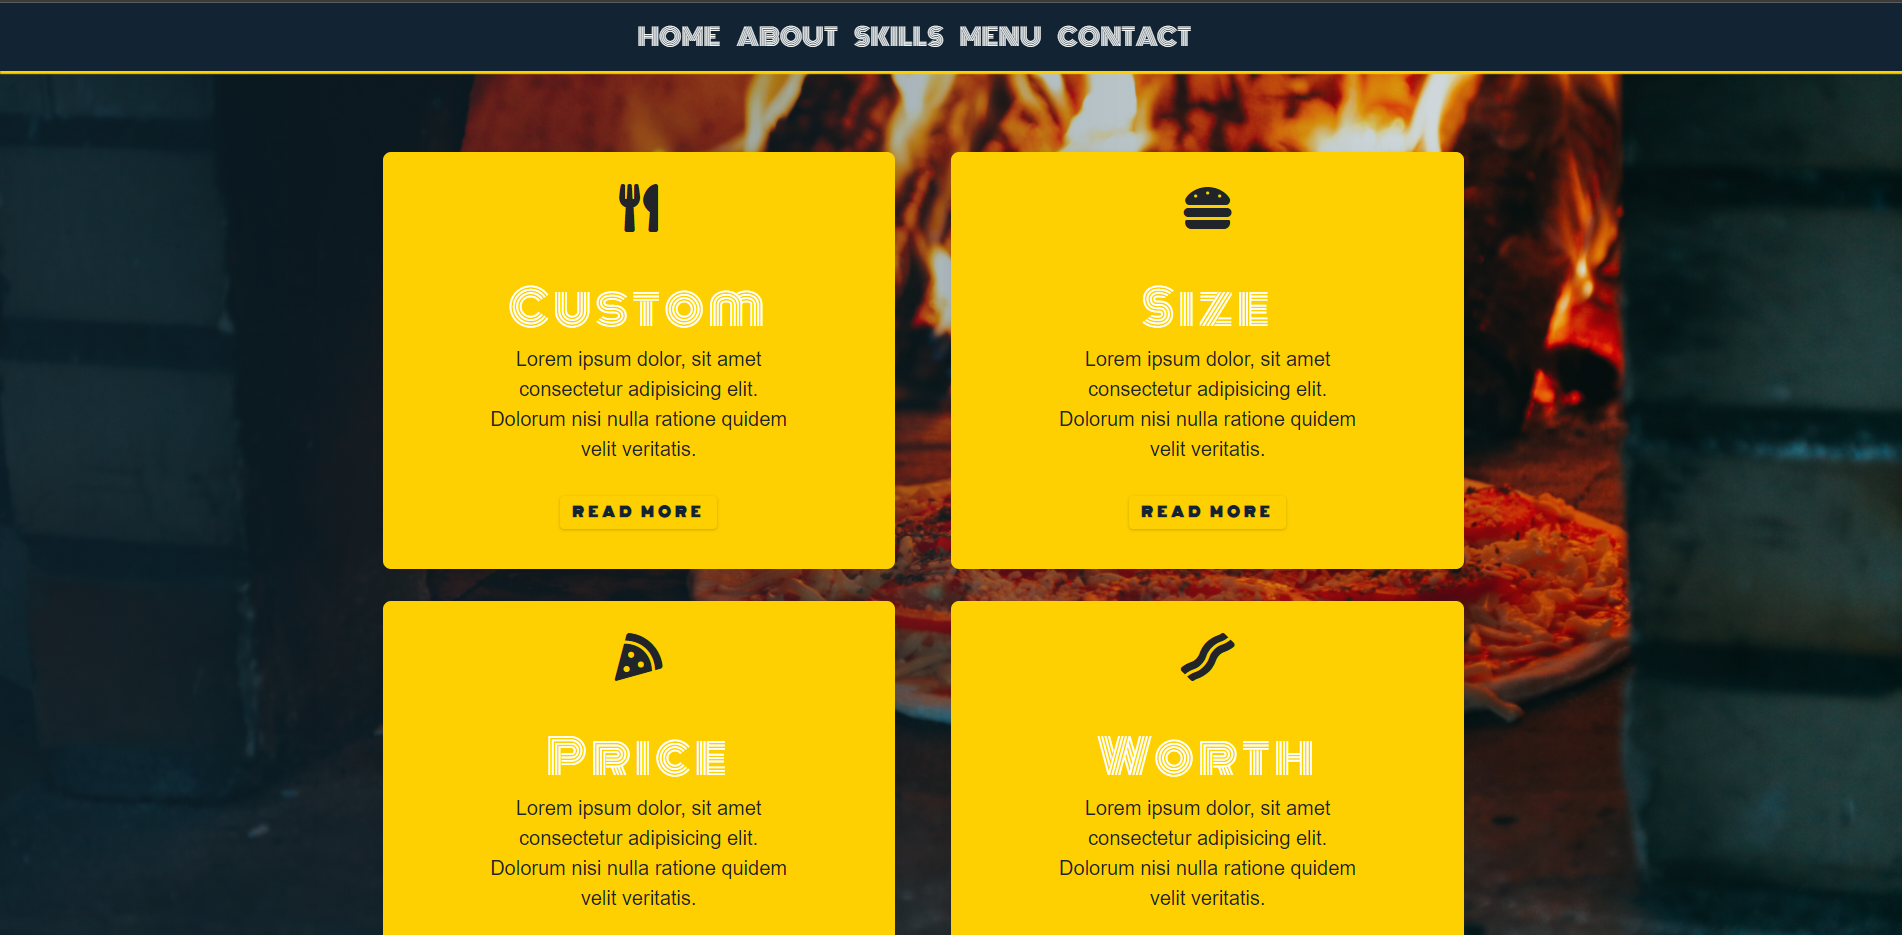 HOME ABOUT SKILLS MENU CONTACT
Custom
Lorem ipsum dolor, sit amet
consectetur adipisicing elit.
Dolorum nisi nulla ratione quidem
velit veritatis.
READ MORE
Size
Lorem ipsum dolor, sit amet
consectetur adipisicing elit.
Dolorum nisi nulla ratione quidem
velit veritatis.
READ MORE
Price
Lorem ipsum dolor, sit amet
consectetur adipisicing elit.
Dolorum nisi nulla ratione quidem
velit veritatis.
Worth
Lorem ipsum dolor, sit amet
consectetur adipisicing elit.
Dolorum nisi nulla ratione quidem
velit veritatis.